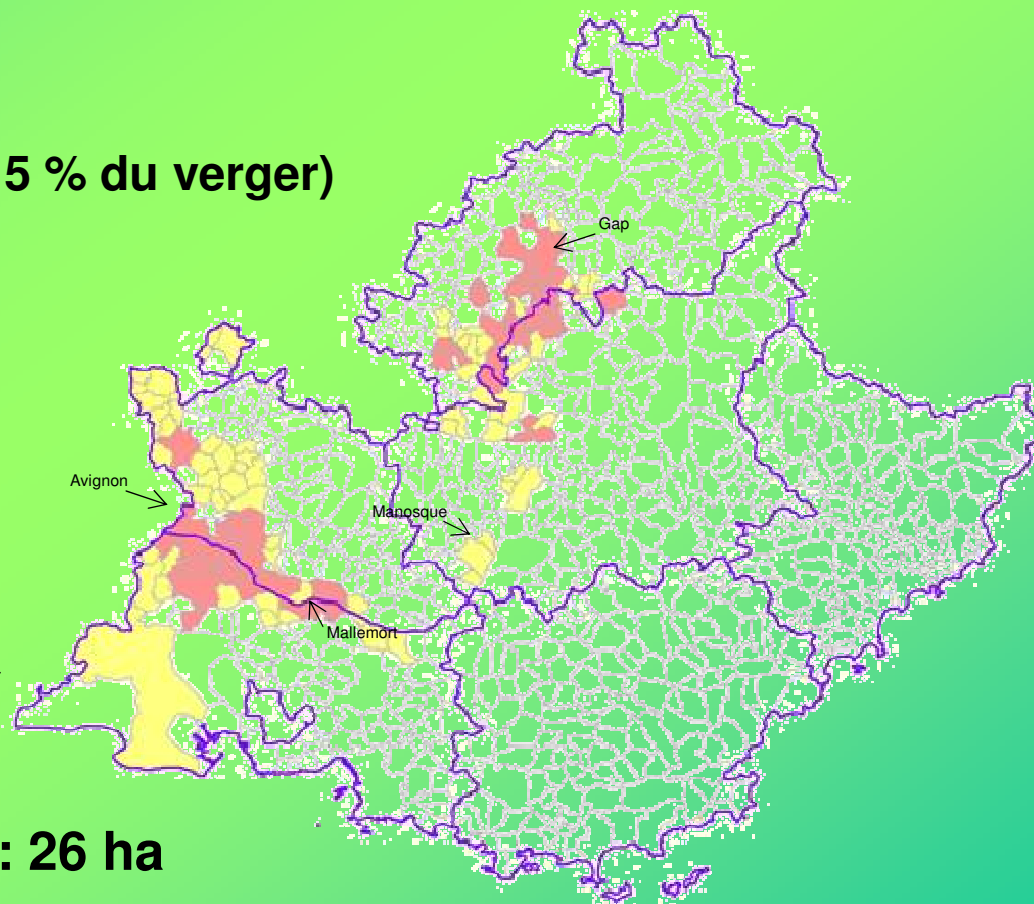 5 % du verger)
Gap
Avignon
Manosque
Mallemort
: 26 ha